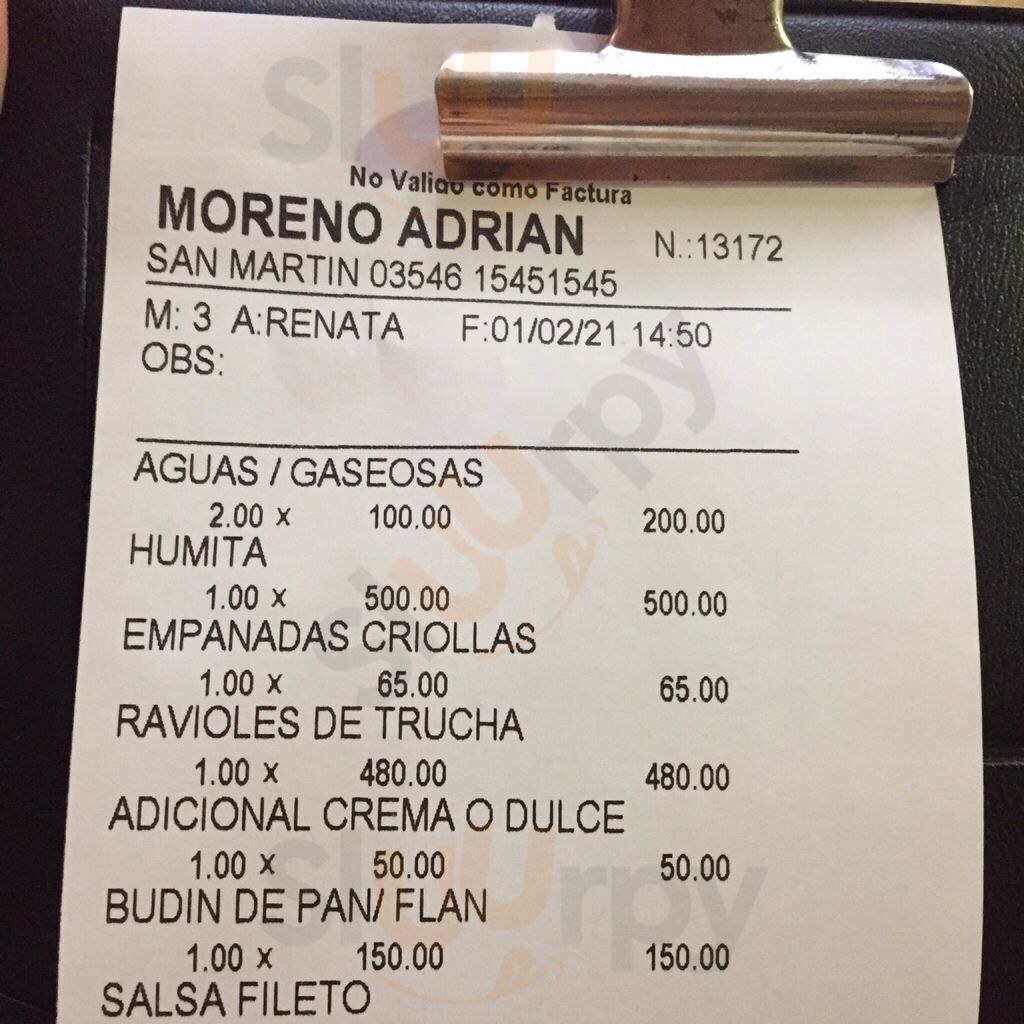 No Valido como Factura
MORENO ADRIAN N.:13172
SAN MARTIN 03546 15451545
M: 3 A:RENATA F:01/02/21 14:50
OBS:
AGUAS / GASEOSAS
2.00 x 100.00 200.00
HUMITA
1.00 x 500.00 500.00
EMPANADAS CRIOLLAS
1.00 x 65.00 65.00
RAVIOLES DE TRUCHA
1.00 x 480.00 480.00
ADICIONAL CREMA O DULCE
1.00 x 50.00 50.00
BUDIN DE PAN/ FLAN
1.00 x 150.00 150.00
SALSA FILETO
slUrpy
slUrpy
slUrpy